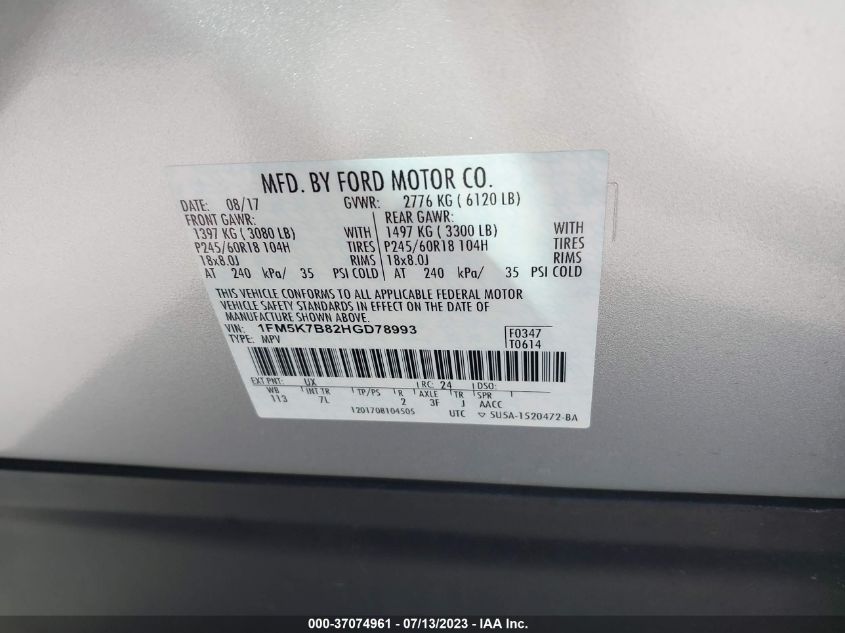 MFD. BY FORD MOTOR CO.
DATE: 08/17 GVWR: 2776 KG ( 6120 LB)
FRONT GAWR: REAR GAWR:
1397 KG ( 3080 LB) WITH 1497 KG ( 3300 LB) WITH
P245/60R18 104H TIRES P245/60R18 104H TIRES
18x8.0J RIMS 18x8.0J RIMS
AT 240 kPa/ 35 PSI COLD AT 240 kPa/ 35 PSI COLD
THIS VEHICLE CONFORMS TO ALL APPLICABLE FEDERAL MOTOR
VEHICLE SAFETY STANDARDS IN EFFECT ON THE DATE OF
MANUFACTURE SHOWN ABOVE.
VIN: 1FM5K7B82HGD78993 F0347
TYPE: MPV T0614
EXT PNT: UX RC: 24 DSO:
WB INT TR TP/PS R AXLE TR SPR
113 7L 2 3F J AACC
1201708104505 UTC ▽ 5U5A-1520472-BA
000-37074961 - 07/13/2023 - IAA Inc.